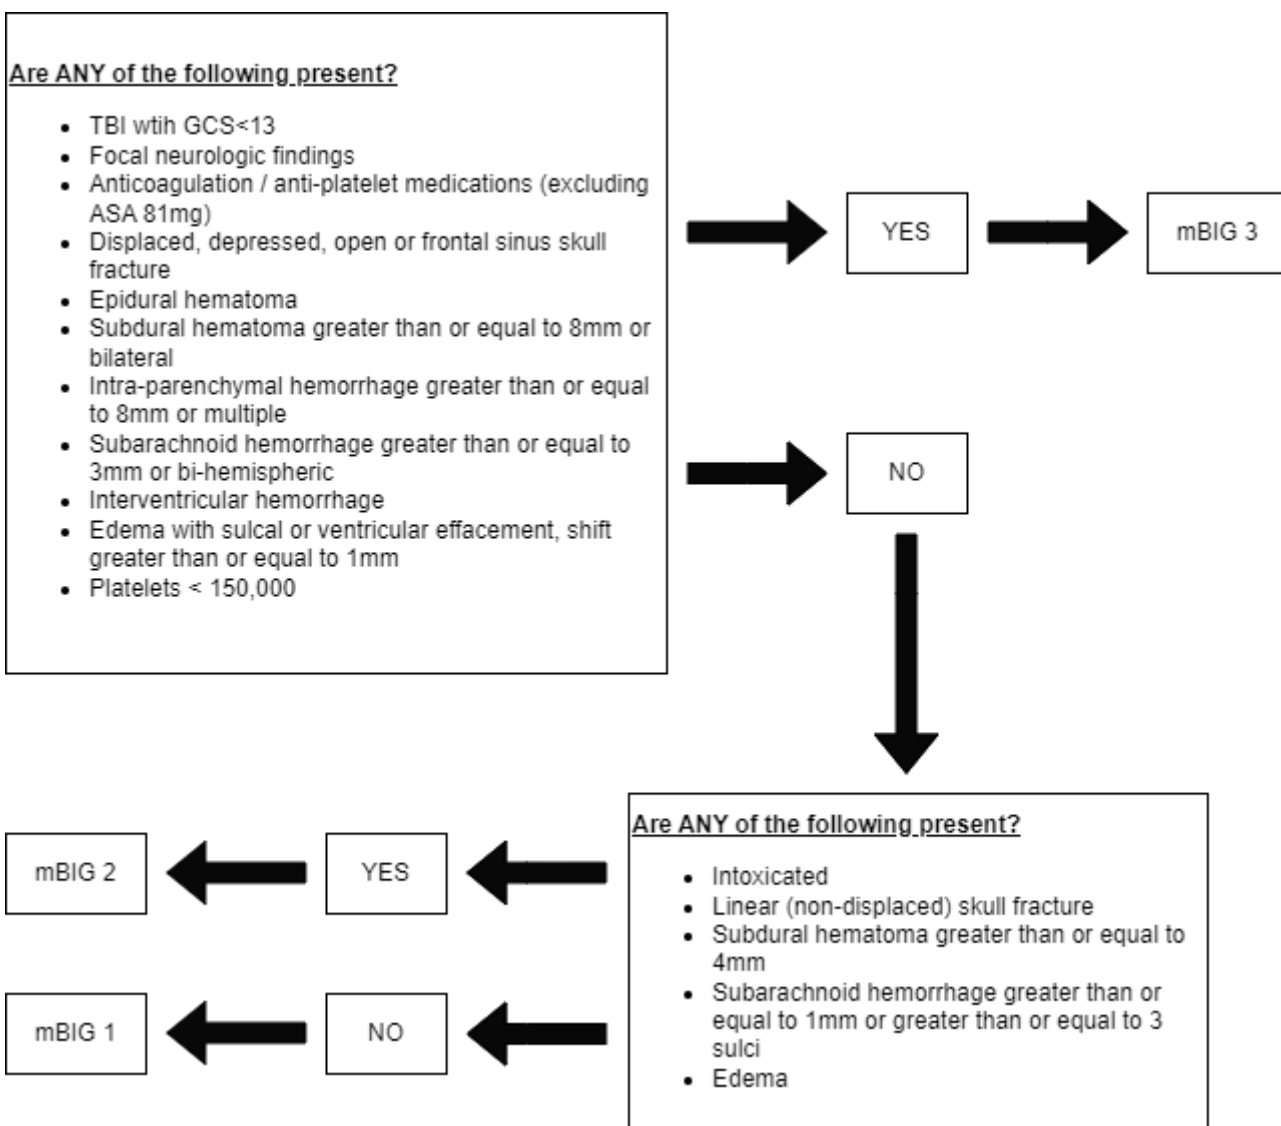 Are ANY of the following present?
• TBI wtih GCS<13
• Focal neurologic findings
• Anticoagulation / anti-platelet medications (excluding
ASA 81mg)
• Displaced, depressed, open or frontal sinus skull
fracture
• Epidural hematoma
• Subdural hematoma greater than or equal to 8mm or
bilateral
• Intra-parenchymal hemorrhage greater than or equal
to 8mm or multiple
• Subarachnoid hemorrhage greater than or equal to
3mm or bi-hemispheric
• Interventricular hemorrhage
• Edema with sulcal or ventricular effacement, shift
greater than or equal to 1mm
• Platelets < 150,000
YES
mBIG 3
NO
Are ANY of the following present?
• Intoxicated
• Linear (non-displaced) skull fracture
• Subdural hematoma greater than or equal to
4mm
• Subarachnoid hemorrhage greater than or
equal to 1mm or greater than or equal to 3
sulci
• Edema
YES
mBIG 2
NO
mBIG 1